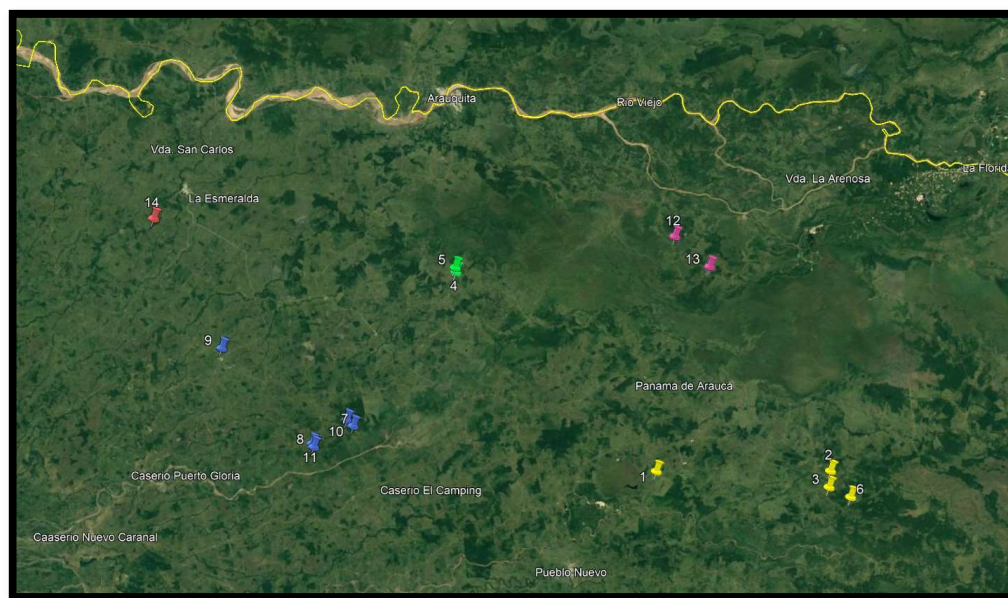 Arauquita
Rio Viejo
Vda. San Carlos
La Florid
Vda. La Arenosa
La Esmeralda
14
12
5
13
4
9
Panama de Arauca
7
10
8
11
2
Caserio Puerto Gloria
1
3
Caserio El Camping
6
Caaserio Nuevo Caranal
Pueblo Nuevo